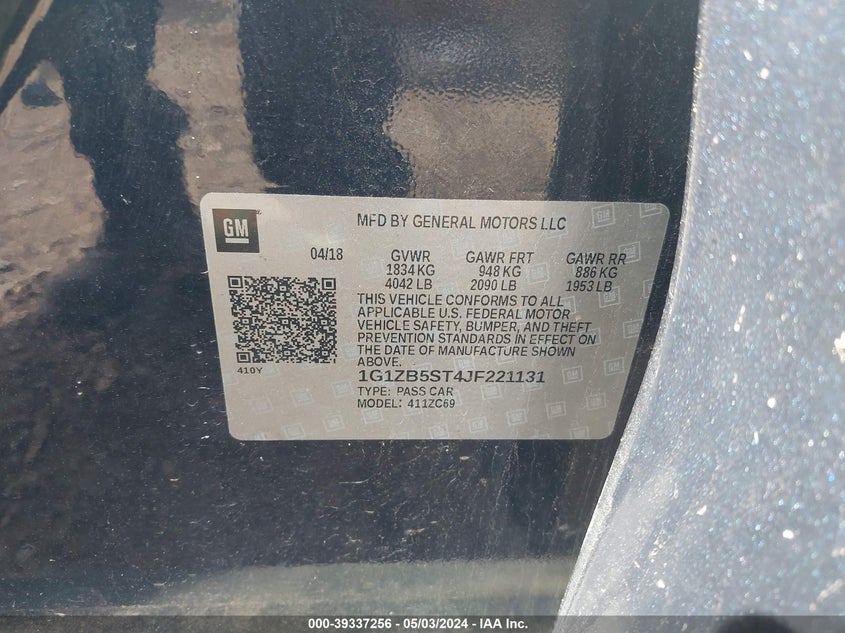 GM
MFD BY GENERAL MOTORS LLC
04/18 GVWR GAWR FRT GAWR RR
1834 KG 948 KG 886 KG
4042 LB 2090 LB 1953 LB
THIS VEHICLE CONFORMS TO ALL
APPLICABLE U.S. FEDERAL MOTOR
VEHICLE SAFETY, BUMPER, AND THEFT
PREVENTION STANDARDS IN EFFECT ON
THE DATE OF MANUFACTURE SHOWN
ABOVE.
410Y
1G1ZB5ST4JF221131
TYPE: PASS CAR
MODEL: 411ZC69
000-39337256 - 05/03/2024 - IAA Inc.